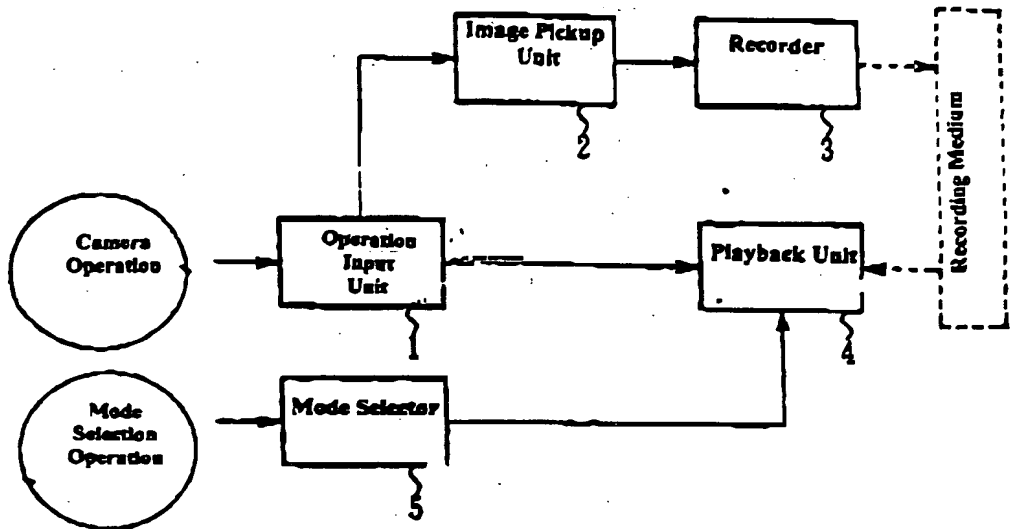 Image Pickup
Unit
2
Recorder
3
Recording Medium
Camera
Operation
Operation
Input
Unit
1
Playback Unit
4
Mode
Selection
Operation
Mode Selector
5